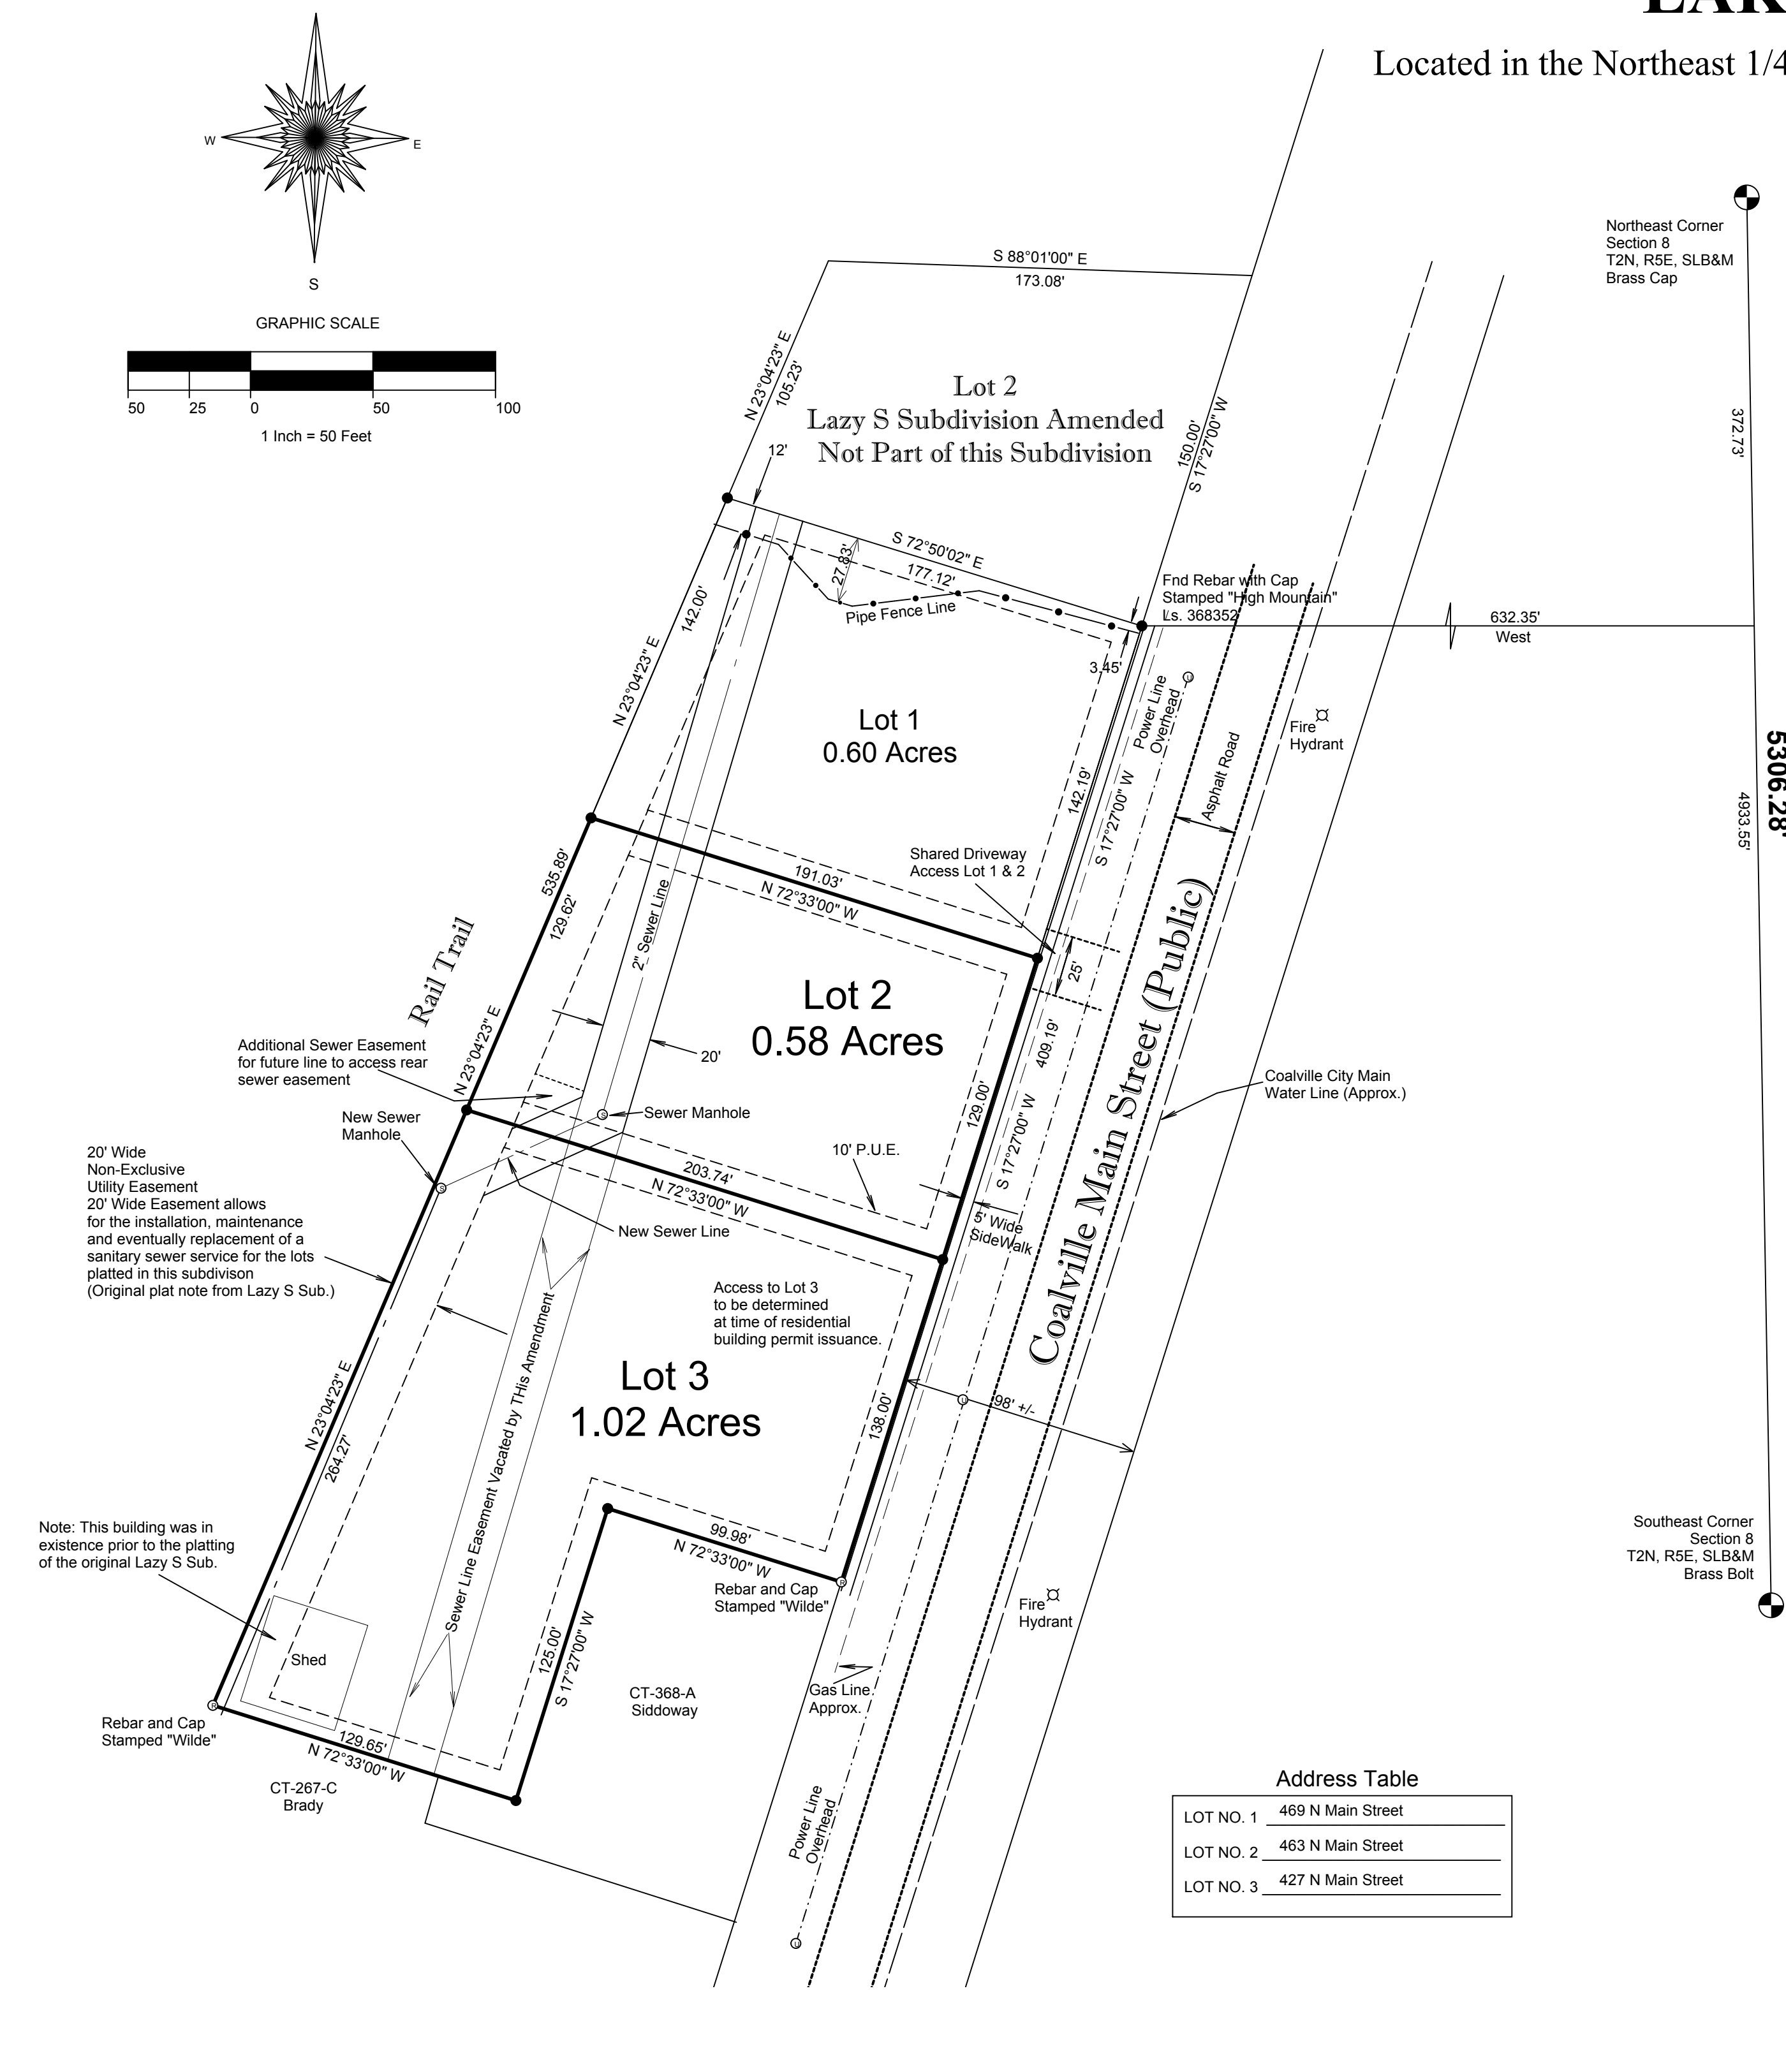 LAR
Located in the Northeast 1/4
W
E
S
GRAPHIC SCALE
50 25 0 50 100
1 Inch = 50 Feet
Northeast Corner
Section 8
T2N, R5E, SLB&M
Brass Cap
S 88°01'00" E
173.08'
N 23°04'23" E
105.23'
Lot 2
Lazy S Subdivision Amended
Not Part of this Subdivision
150.00'
S 17°27'00" W
372.73'
12'
S 72°50'02" E
177.12'
27.83'
Pipe Fence Line
142.00'
N 23°04'23" E
Fnd Rebar with Cap
Stamped "High Mountain"
Ls. 368352
632.35'
West
3.45'
Lot 1
0.60 Acres
Power Line
Overhead
U
Fire
Hydrant
Asphalt Road
142.19'
S 17°27'00" W
5306.28'
4933.55'
Shared Driveway
Access Lot 1 & 2
191.03'
N 72°33'00" W
535.89'
129.62'
2" Sewer Line
Rail Trail
25'
Lot 2
0.58 Acres
409.19'
Coalville Main Street (Public)
20'
N 23°04'23" E
Additional Sewer Easement
for future line to access rear
sewer easement
Coalville City Main
Water Line (Approx.)
129.00'
S 17°27'00" W
S
Sewer Manhole
New Sewer
Manhole
S
10' P.U.E.
20' Wide
Non-Exclusive
Utility Easement
20' Wide Easement allows
for the installation, maintenance
and eventually replacement of a
sanitary sewer service for the lots
platted in this subdivison
(Original plat note from Lazy S Sub.)
203.74'
N 72°33'00" W
New Sewer Line
5' Wide
SideWalk
Access to Lot 3
to be determined
at time of residential
building permit issuance.
Lot 3
1.02 Acres
138.00'
U
98' +/-
N 23°04'23" E
264.27'
Sewer Line Easement Vacated by THis Amendment
Note: This building was in
existence prior to the platting
of the original Lazy S Sub.
99.98'
N 72°33'00" W
R
Rebar and Cap
Stamped "Wilde"
Fire
Hydrant
Southeast Corner
Section 8
T2N, R5E, SLB&M
Brass Bolt
125.00'
S 17°27'00" W
Shed
R
Rebar and Cap
Stamped "Wilde"
CT-368-A
Siddoway
Gas Line
Approx.
129.65'
N 72°33'00" W
CT-267-C
Brady
Power Line
Overhead
U
Address Table
LOT NO. 1 469 N Main Street
LOT NO. 2 463 N Main Street
LOT NO. 3 427 N Main Street